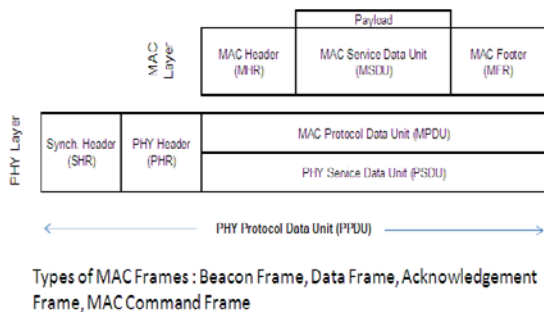 Payload
MAC Layer
MAC Header
(MHR)
MAC Service Data Unit
(MSDU)
MAC Footer
(MFR)
PHY Layer
Synch. Header
(SHR)
PHY Header
(PHR)
MAC Protocol Data Unit (MPDU)
PHY Service Data Unit (PSDU)
PHY Protocol Data Unit (PPDU)
Types of MAC Frames : Beacon Frame, Data Frame, Acknowledgement
Frame, MAC Command Frame